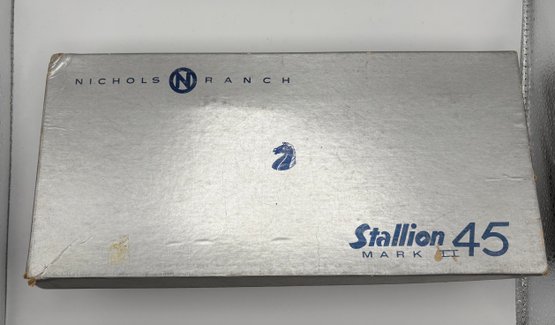 NICHOLS N RANCH
Stallion 45
MARK II